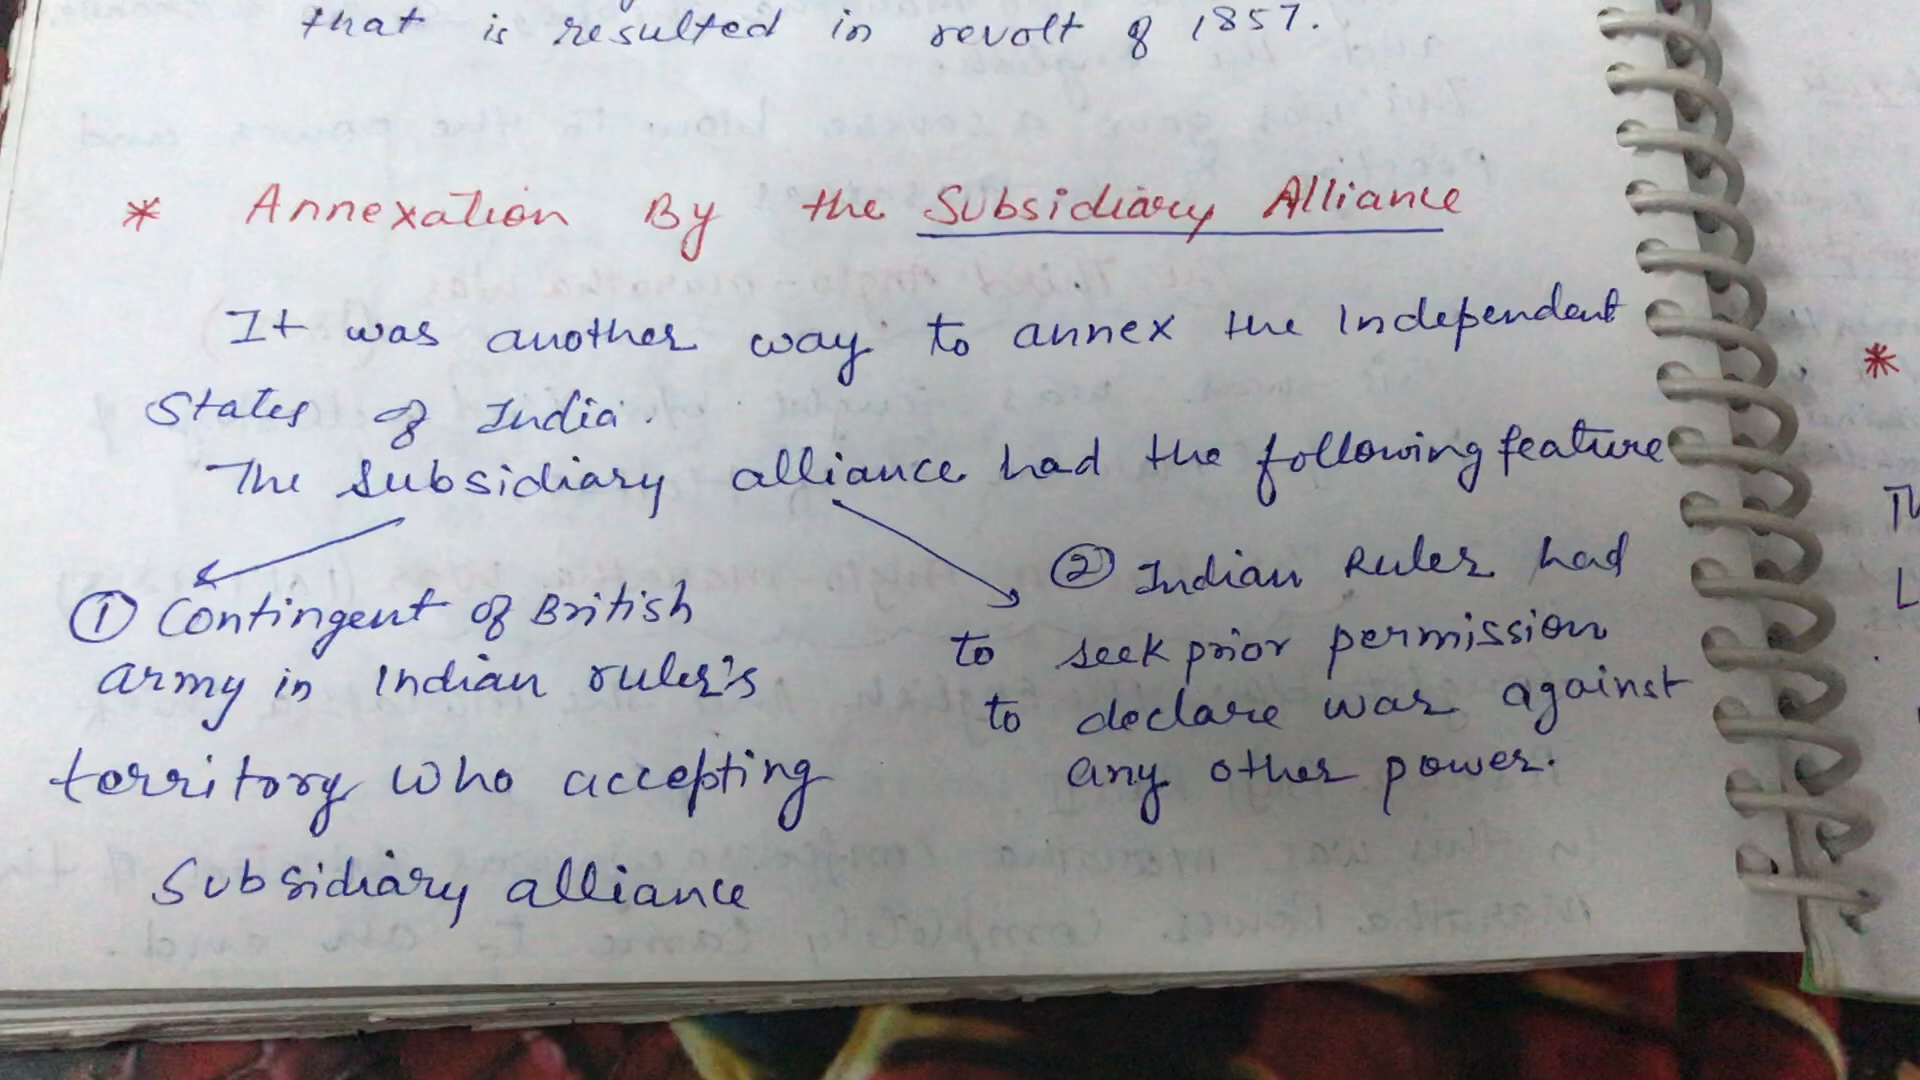 that is resulted in revolt of 1857.
* Annexation By the Subsidiary Alliance
It was another way to annex the Independent
States of India.
The Subsidiary alliance had the following feature
① Contingent of British
army in Indian ruler's
territory who accepting
Subsidiary alliance
② Indian Ruler had
to seek prior permission
to declare war against
any other power.
*